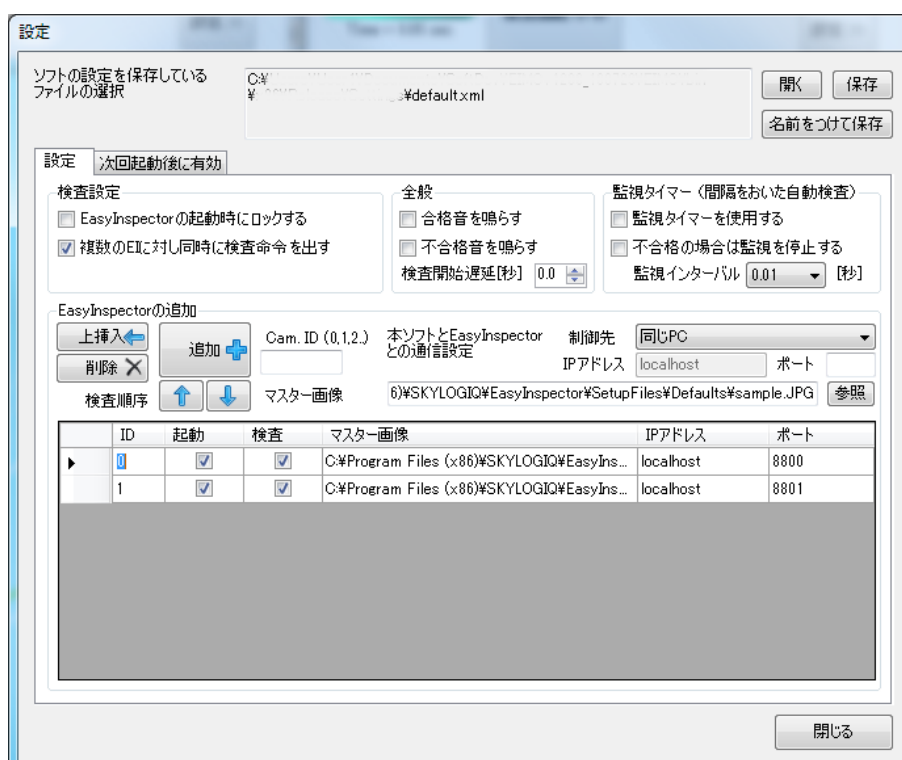 設定
ソフトの設定を保存している
ファイルの選択
C:¥
¥
¥default.xml
開く
保存
名前をつけて保存
設定
次回起動後に有効
検査設定
EasyInspectorの起動時にロックする
複数のEIに対し同時に検査命令を出す
全般
合格音を鳴らす
不合格音を鳴らす
検査開始遅延[秒] 0.0
監視タイマー（間隔をおいた自動検査）
監視タイマーを使用する
不合格の場合は監視を停止する
監視インターバル 0.01 [秒]
EasyInspectorの追加
上挿入
削除
追加
検査順序
Cam. ID (0,1,2.)
マスター画像
本ソフトとEasyInspector
との通信設定
制御先 同じPC
IPアドレス localhost ポート
6)¥SKYLOGIQ¥EasyInspector¥SetupFiles¥Defaults¥sample.JPG 参照
ID 起動 検査 マスター画像 IPアドレス ポート
0 C:¥Program Files (x86)¥SKYLOGIQ¥EasyIns... localhost 8800
1 C:¥Program Files (x86)¥SKYLOGIQ¥EasyIns... localhost 8801
閉じる